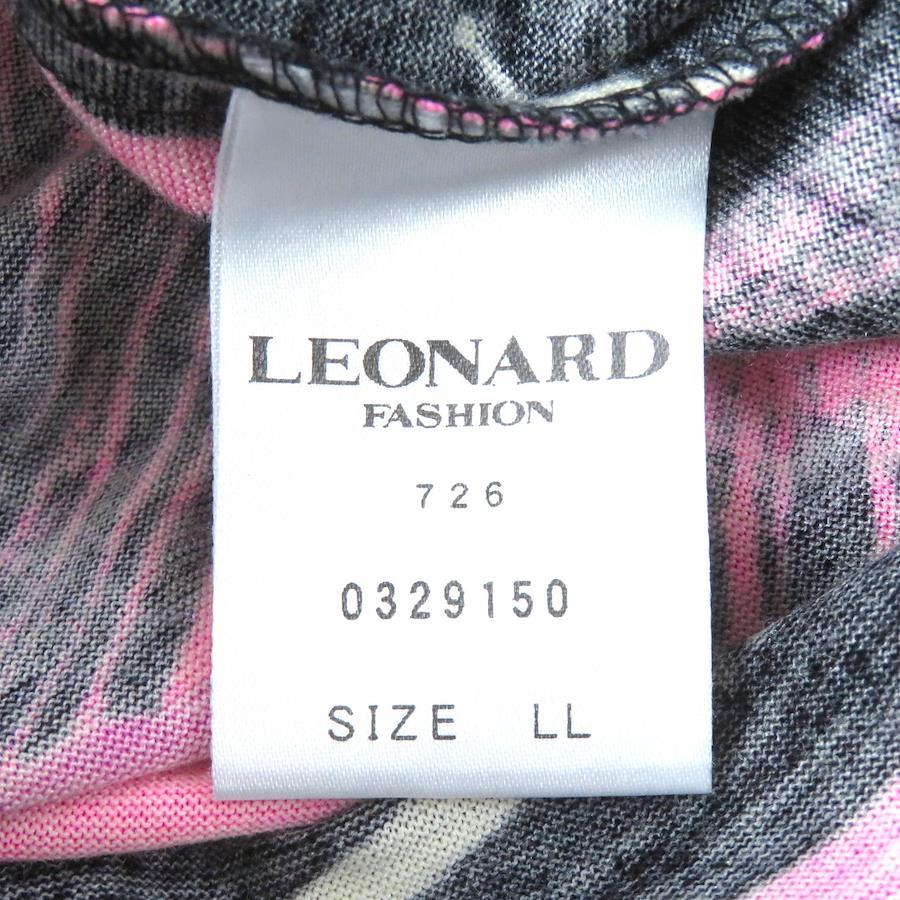 LEONARD
FASHION
726
0329150
SIZE LL